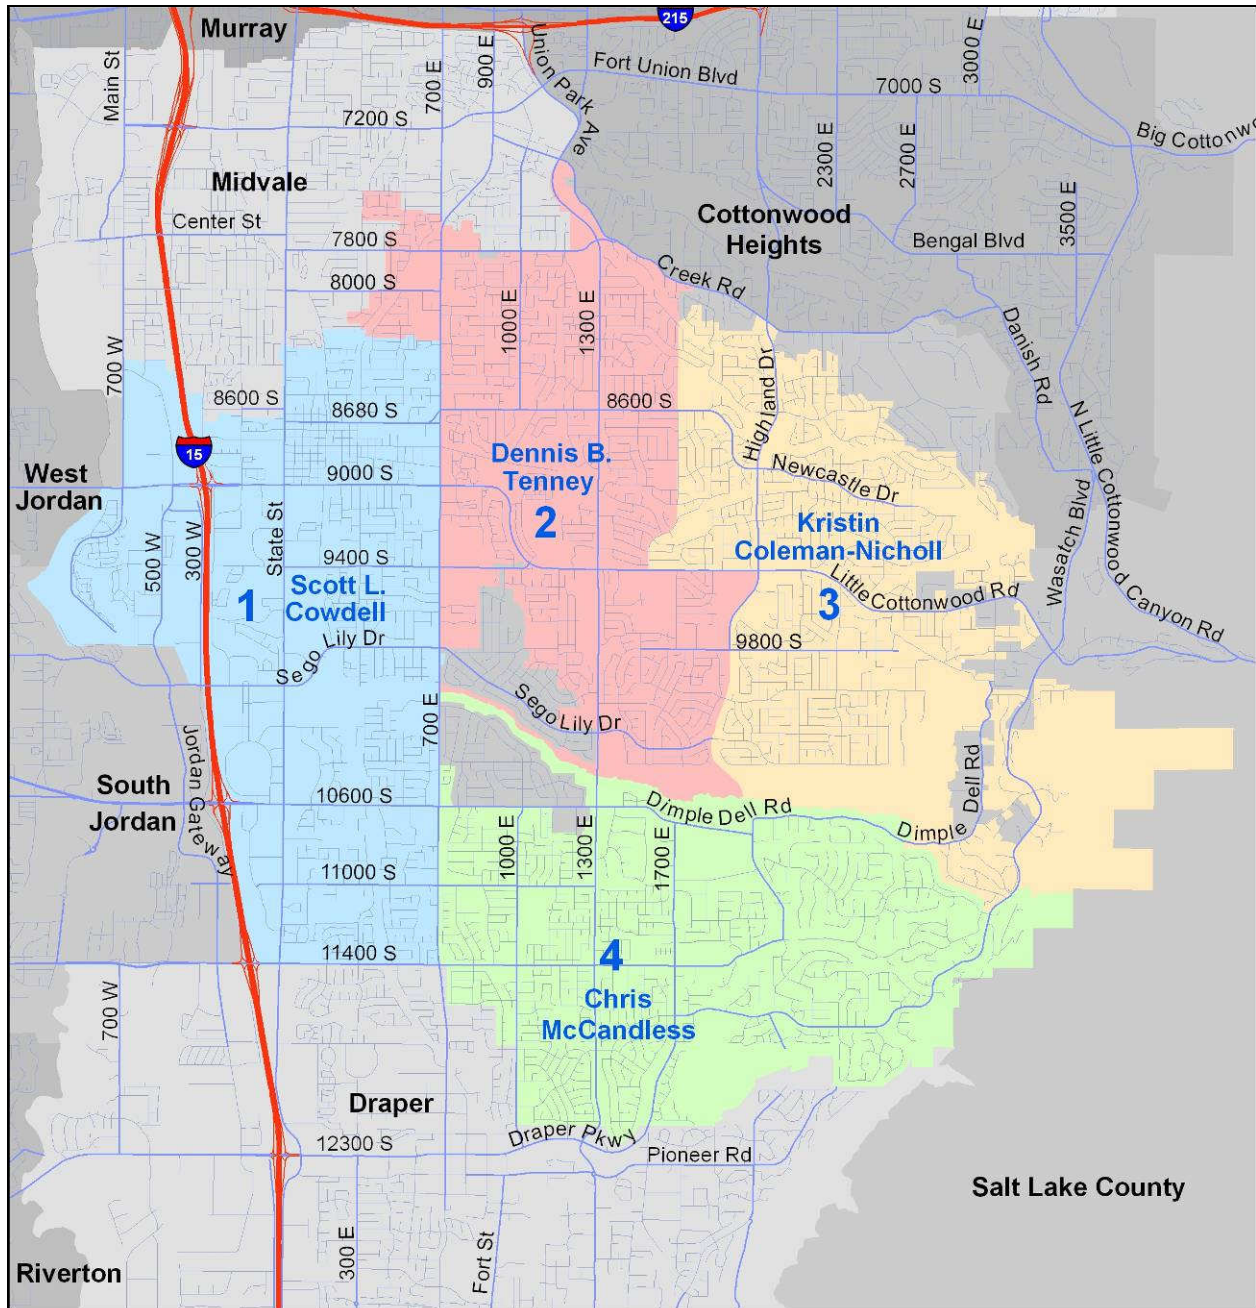 215
Murray
Main St
700 E
900 E
Union Park Ave
Fort Union Blvd
3000 E
7000 S
7200 S
2300 E
2700 E
Big Cottonwo
Midvale
Center St
Cottonwood
Heights
3500 E
7800 S
Bengal Blvd
8000 S
Creek Rd
1000 E
1300 E
Danish Rd
700 W
Highland Dr
8600 S
8680 S
8600 S
N Little Cottonwood Canyon Rd
15
Dennis B.
Tenney
2
West
Jordan
9000 S
Newcastle Dr
Wasatch Blvd
500 W
300 W
State St
Kristin
Coleman-Nicholl
9400 S
Little Cottonwood Rd
1
Scott L.
Cowdell
3
Sego Lily Dr
9800 S
700 E
Sego Lily Dr
Jordan Gateway
South
Jordan
10600 S
Dimple Dell Rd
Dimple Dell Rd
1000 E
1300 E
1700 E
11000 S
11400 S
4
700 W
Chris
McCandless
Draper
12300 S
Draper Pkwy
Pioneer Rd
Salt Lake County
300 E
Fort St
Riverton